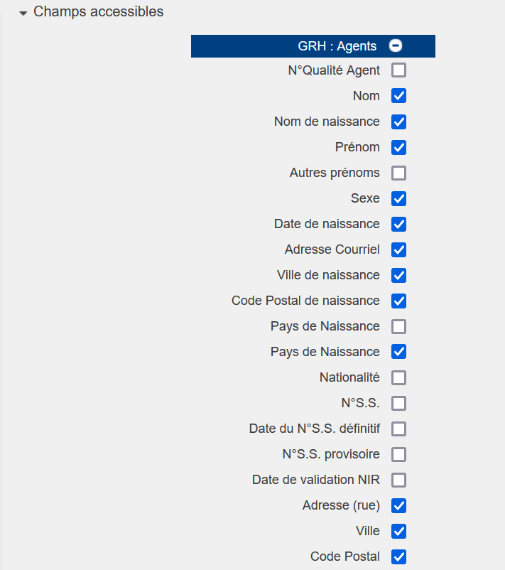 Champs accessibles
GRH : Agents
N°Qualité Agent
Nom
Nom de naissance
Prénom
Autres prénoms
Sexe
Date de naissance
Adresse Courriel
Ville de naissance
Code Postal de naissance
Pays de Naissance
Pays de Naissance
Nationalité
N°S.S.
Date du N°S.S. définitif
N°S.S. provisoire
Date de validation NIR
Adresse (rue)
Ville
Code Postal